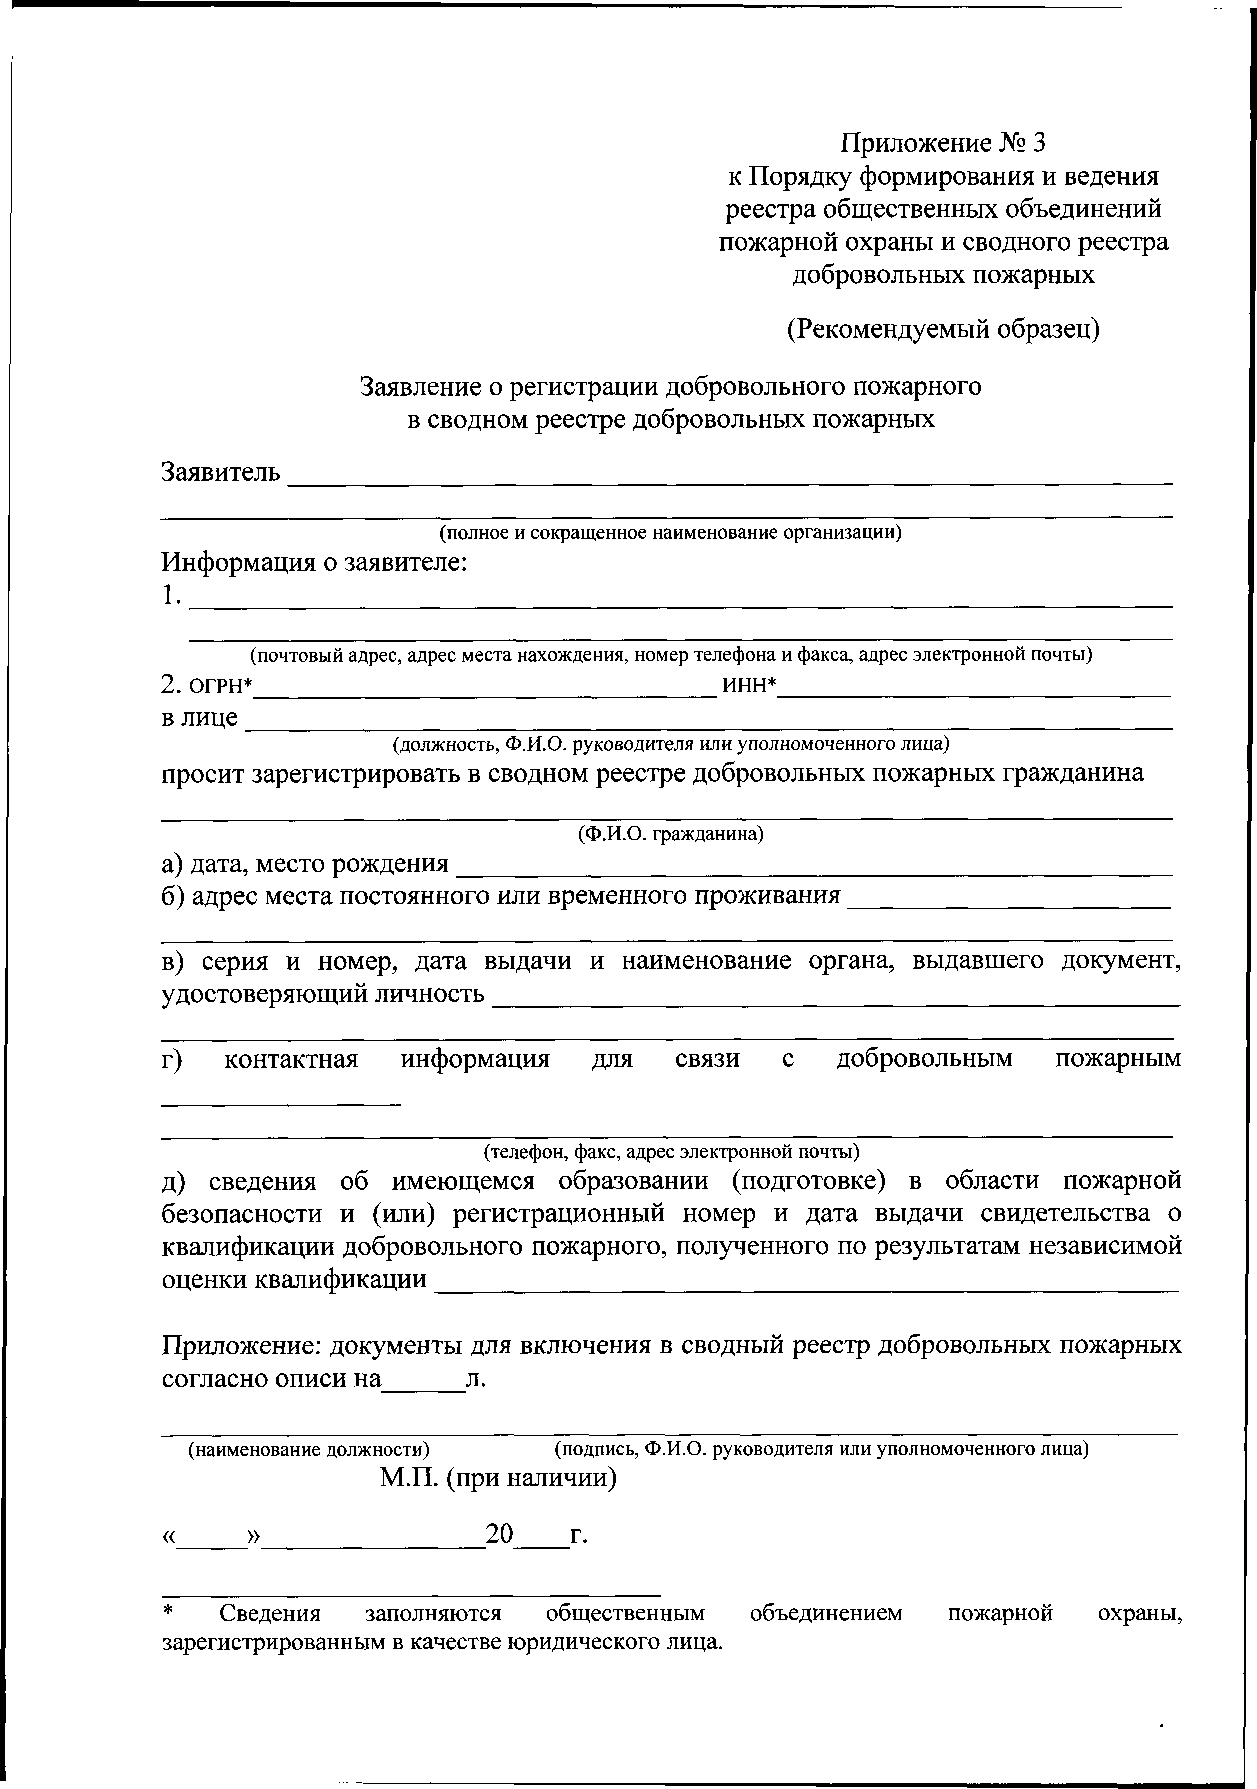 Приложение № 3
к Порядку формирования и ведения
реестра общественных объединений
пожарной охраны и сводного реестра
добровольных пожарных
(Рекомендуемый образец)
Заявление о регистрации добровольного пожарного
в сводном реестре добровольных пожарных
Заявитель
(полное и сокращенное наименование организации)
Информация о заявителе:
1.
(почтовый адрес, адрес места нахождения, номер телефона и факса, адрес электронной почты)
2. ОГРН* ИНН*
в лице
(должность, Ф.И.О. руководителя или уполномоченного лица)
просит зарегистрировать в сводном реестре добровольных пожарных гражданина
(Ф.И.О. гражданина)
а) дата, место рождения
б) адрес места постоянного или временного проживания
в) серия и номер, дата выдачи и наименование органа, выдавшего документ,
удостоверяющий личность
г) контактная информация для связи с добровольным пожарным
(телефон, факс, адрес электронной почты)
д) сведения об имеющемся образовании (подготовке) в области пожарной
безопасности и (или) регистрационный номер и дата выдачи свидетельства о
квалификации добровольного пожарного, полученного по результатам независимой
оценки квалификации
Приложение: документы для включения в сводный реестр добровольных пожарных
согласно описи на______л.
(наименование должности) (подпись, Ф.И.О. руководителя или уполномоченного лица)
М.П. (при наличии)
«_____»________________20____г.
* Сведения заполняются общественным объединением пожарной охраны,
зарегистрированным в качестве юридического лица.